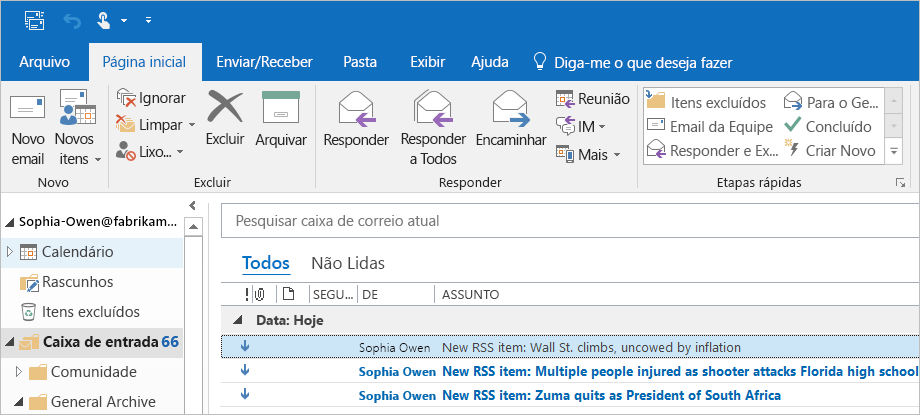 Arquivo Página inicial Enviar/Receber Pasta Exibir Ajuda Diga-me o que deseja fazer
Novo email
Novos itens
Novo
Ignorar
Limpar
Lixo...
Excluir
Arquivar
Excluir
Responder
Responder a Todos
Encaminhar
Reunião
IM
Mais
Responder
Itens excluídos
Email da Equipe
Responder e Ex...
Para o Ge...
Concluído
Criar Novo
Etapas rápidas
Sophia-Owen@fabrikam...
Calendário
Rascunhos
Itens excluídos
Caixa de entrada 66
Comunidade
General Archive
Pesquisar caixa de correio atual
Todos Não Lidas
! SEGU... DE ASSUNTO
Data: Hoje
Sophia Owen New RSS item: Wall St. climbs, uncowed by inflation
Sophia Owen New RSS item: Multiple people injured as shooter attacks Florida high school
Sophia Owen New RSS item: Zuma quits as President of South Africa